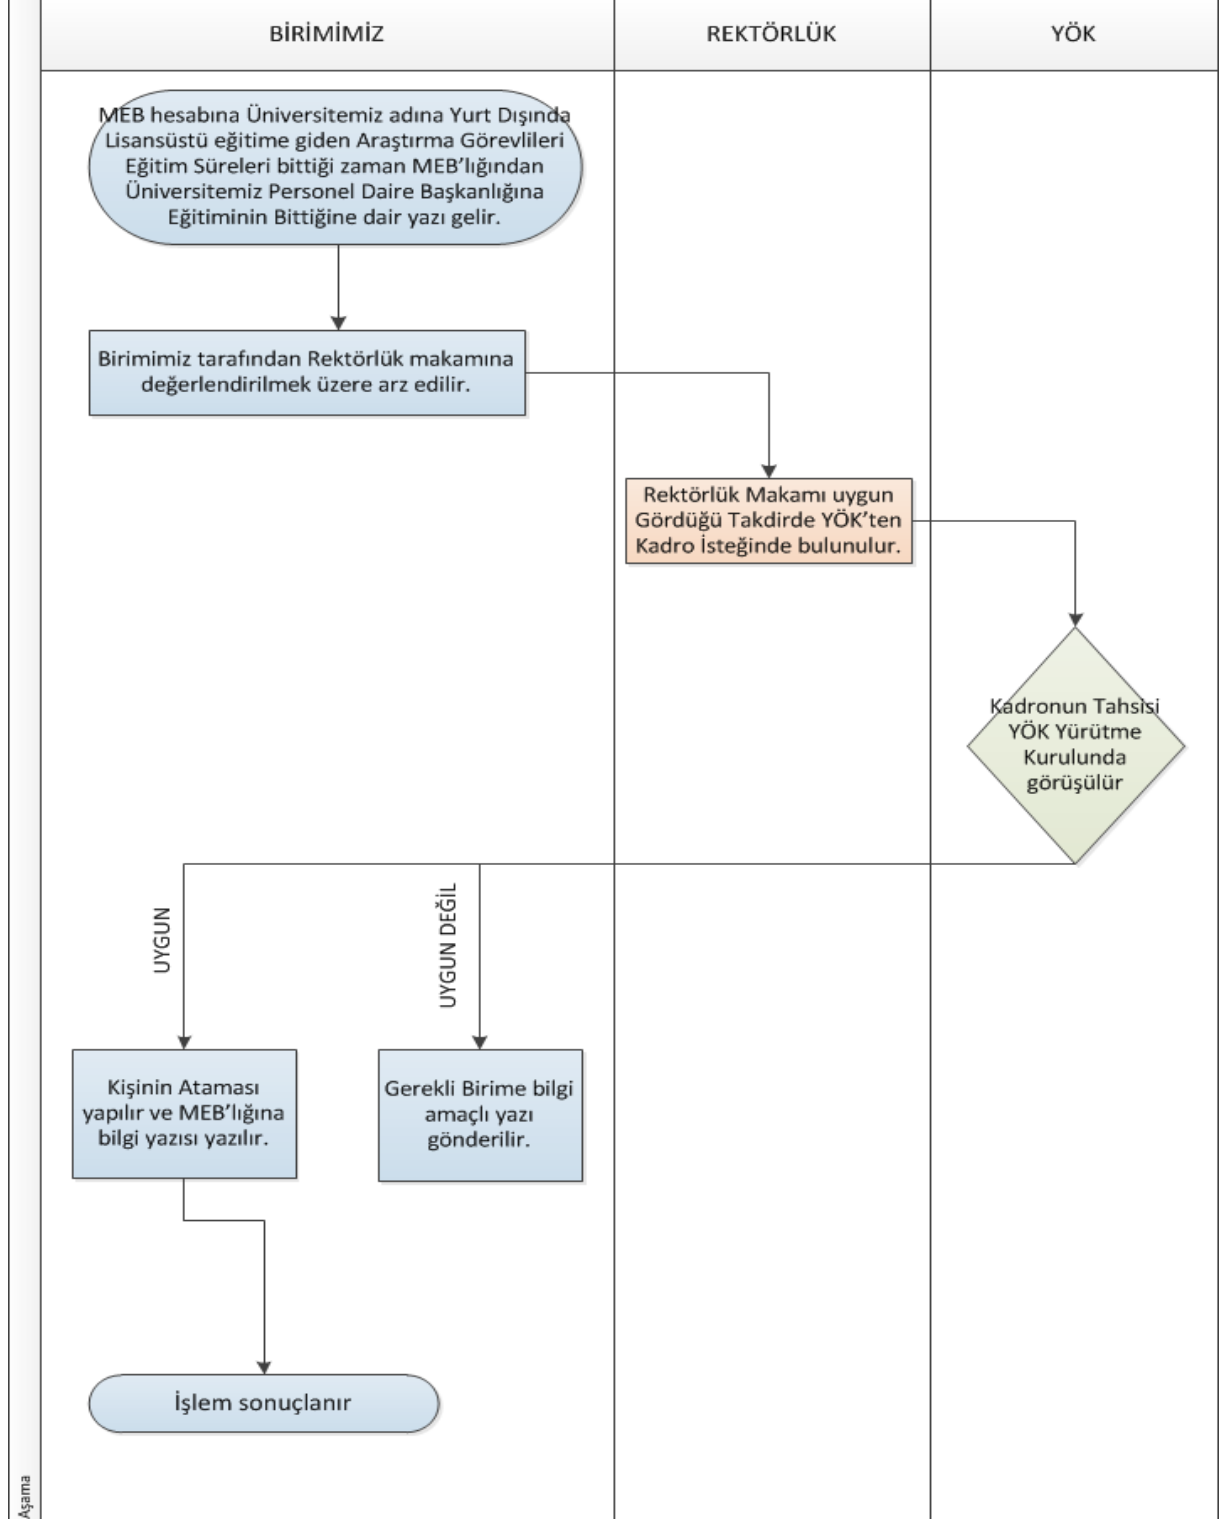 BİRİMİMİZ
REKTÖRLÜK
YÖK
MEB hesabına Üniversitemiz adına Yurt Dışında
Lisansüstü eğitime giden Araştırma Görevlileri
Eğitim Süreleri bittiği zaman MEB’lığından
Üniversitemiz Personel Daire Başkanlığına
Eğitiminin Bittiğine dair yazı gelir.
Birimimiz tarafından Rektörlük makamına
değerlendirilmek üzere arz edilir.
Rektörlük Makamı uygun
Gördüğü Takdirde YÖK’ten
Kadro İsteğinde bulunulur.
Kadronun Tahsisi
YÖK Yürütme
Kurulunda
görüşülür
UYGUN
UYGUN DEĞİL
Kişinin Ataması
yapılır ve MEB’lığına
bilgi yazısı yazılır.
Gerekli Birime bilgi
amaçlı yazı
gönderilir.
İşlem sonuçlanır
Aşama